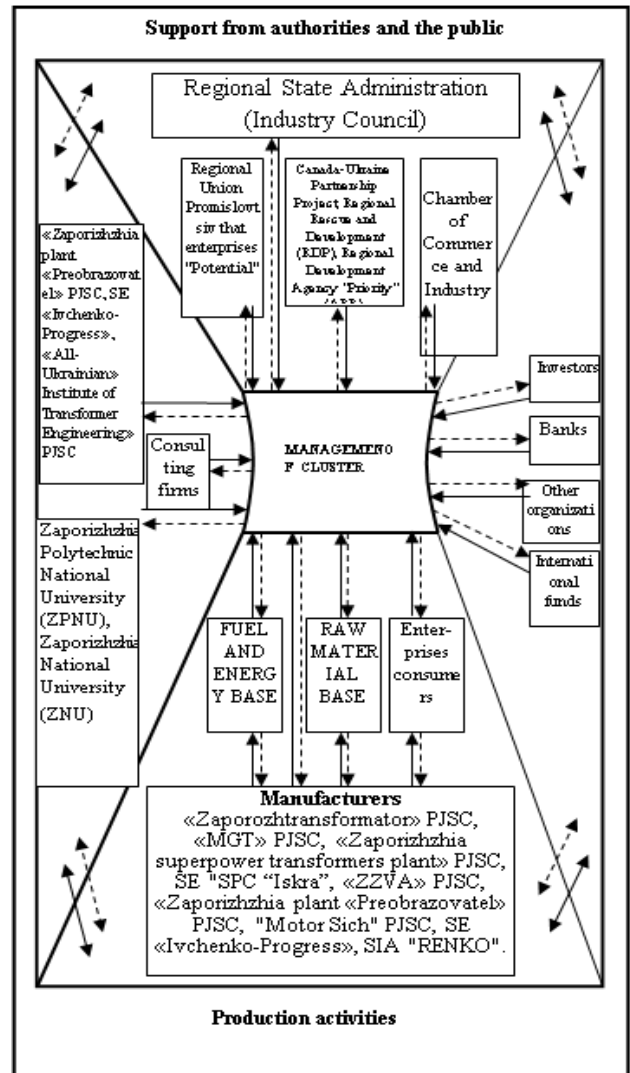 Support from authorities and the public
Regional State Administration
(Industry Council)
Regional
Union
Promislovt
siv that
enterprises
"Potential"
Canada-Ukraine
Partnership
Project, Regional
Rescue and
Development
(RDP), Regional
Development
Agency "Priority"
Chamber
of
Commer
ce and
Industry
«Zaporizhzhia
plant
«Preobrazovat
el» PJSC, SE
«Ivchenko-
Progress»,
«All-
Ukrainian»
Institute of
Transformer
Engineering»
PJSC
Consul
ting
firms
Zaporizhzhia
Polytechnic
National
University
(ZPNU),
Zaporizhzhia
National
University
(ZNU)
MANAGEMENO
F CLUSTER
Investors
Banks
Other
organizati
ons
Internati
onal
funds
FUEL
AND
ENERG
Y BASE
RAW
MATER
IAL
BASE
Enter-
prises
consume
rs
Manufacturers
«Zaporozhtransformator» PJSC,
«MGT» PJSC, «Zaporizhzhia
superpower transformers plant» PJSC,
SE "SPC “Iskra”, «ZZVA» PJSC,
«Zaporizhzhia plant «Preobrazovatel»
PJSC, "Motor Sich" PJSC, SE
«Ivchenko-Progress», SIA "RENKO".
Production activities